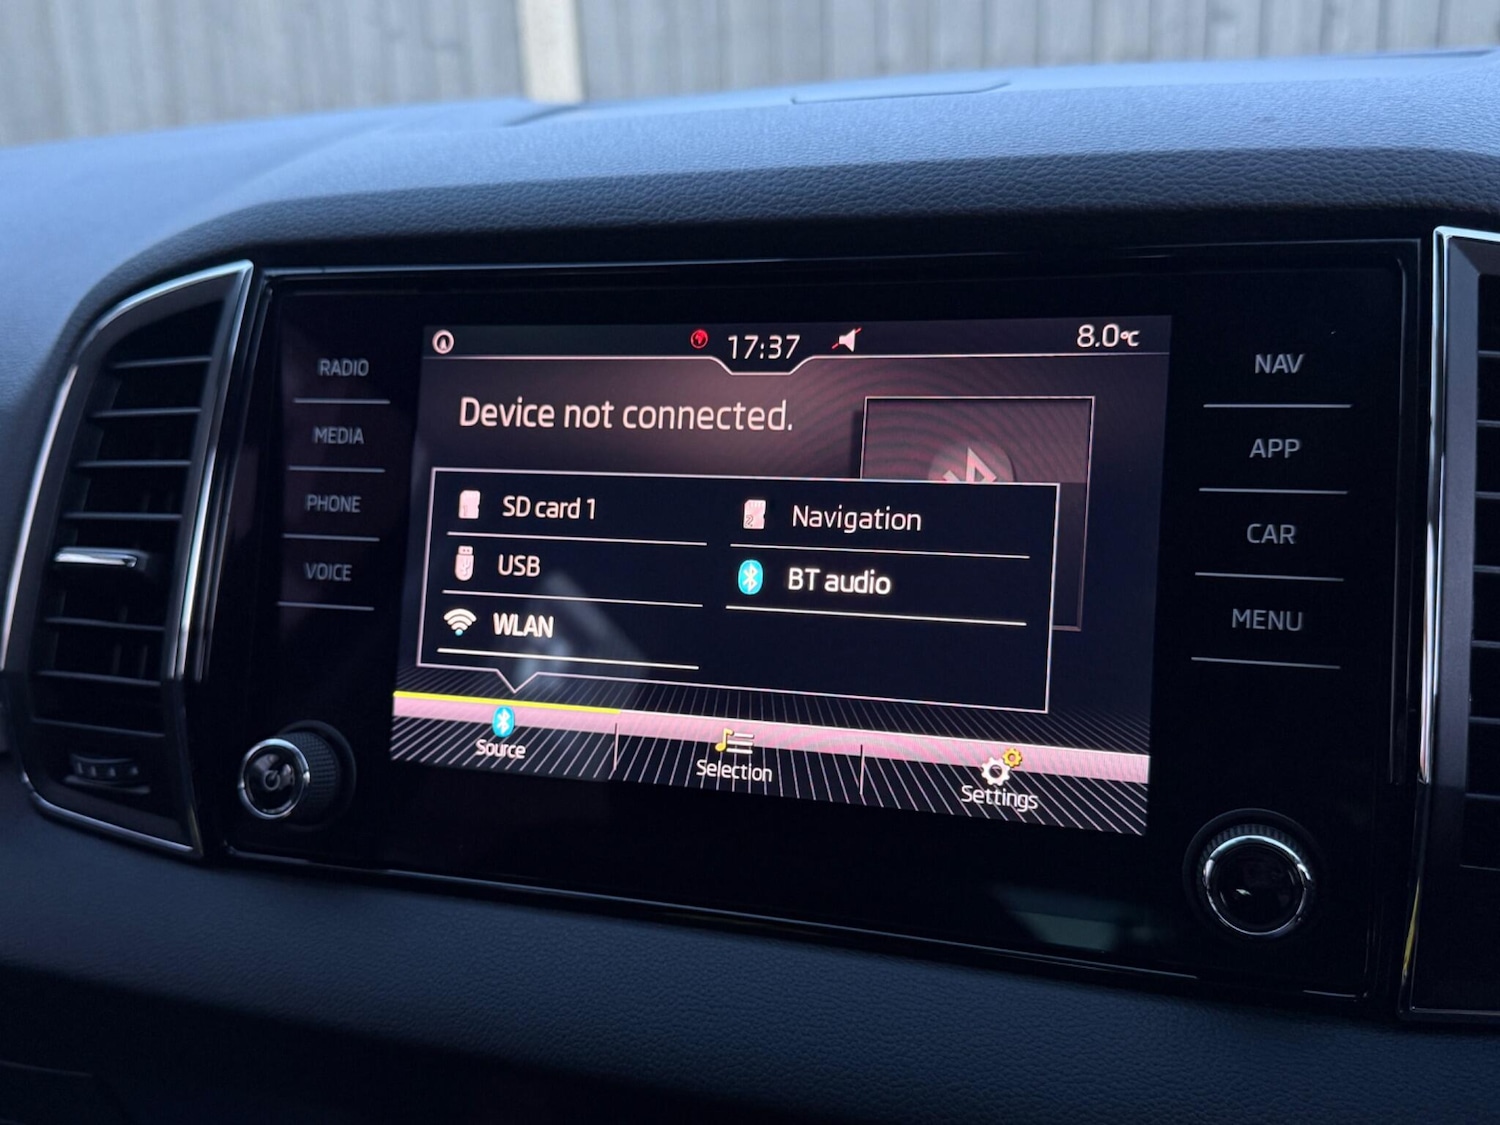 RADIO
MEDIA
PHONE
VOICE
17:37
8.0°C
Device not connected.
SD card 1
Navigation
USB
BT audio
WLAN
Source
Selection
Settings
NAV
APP
CAR
MENU